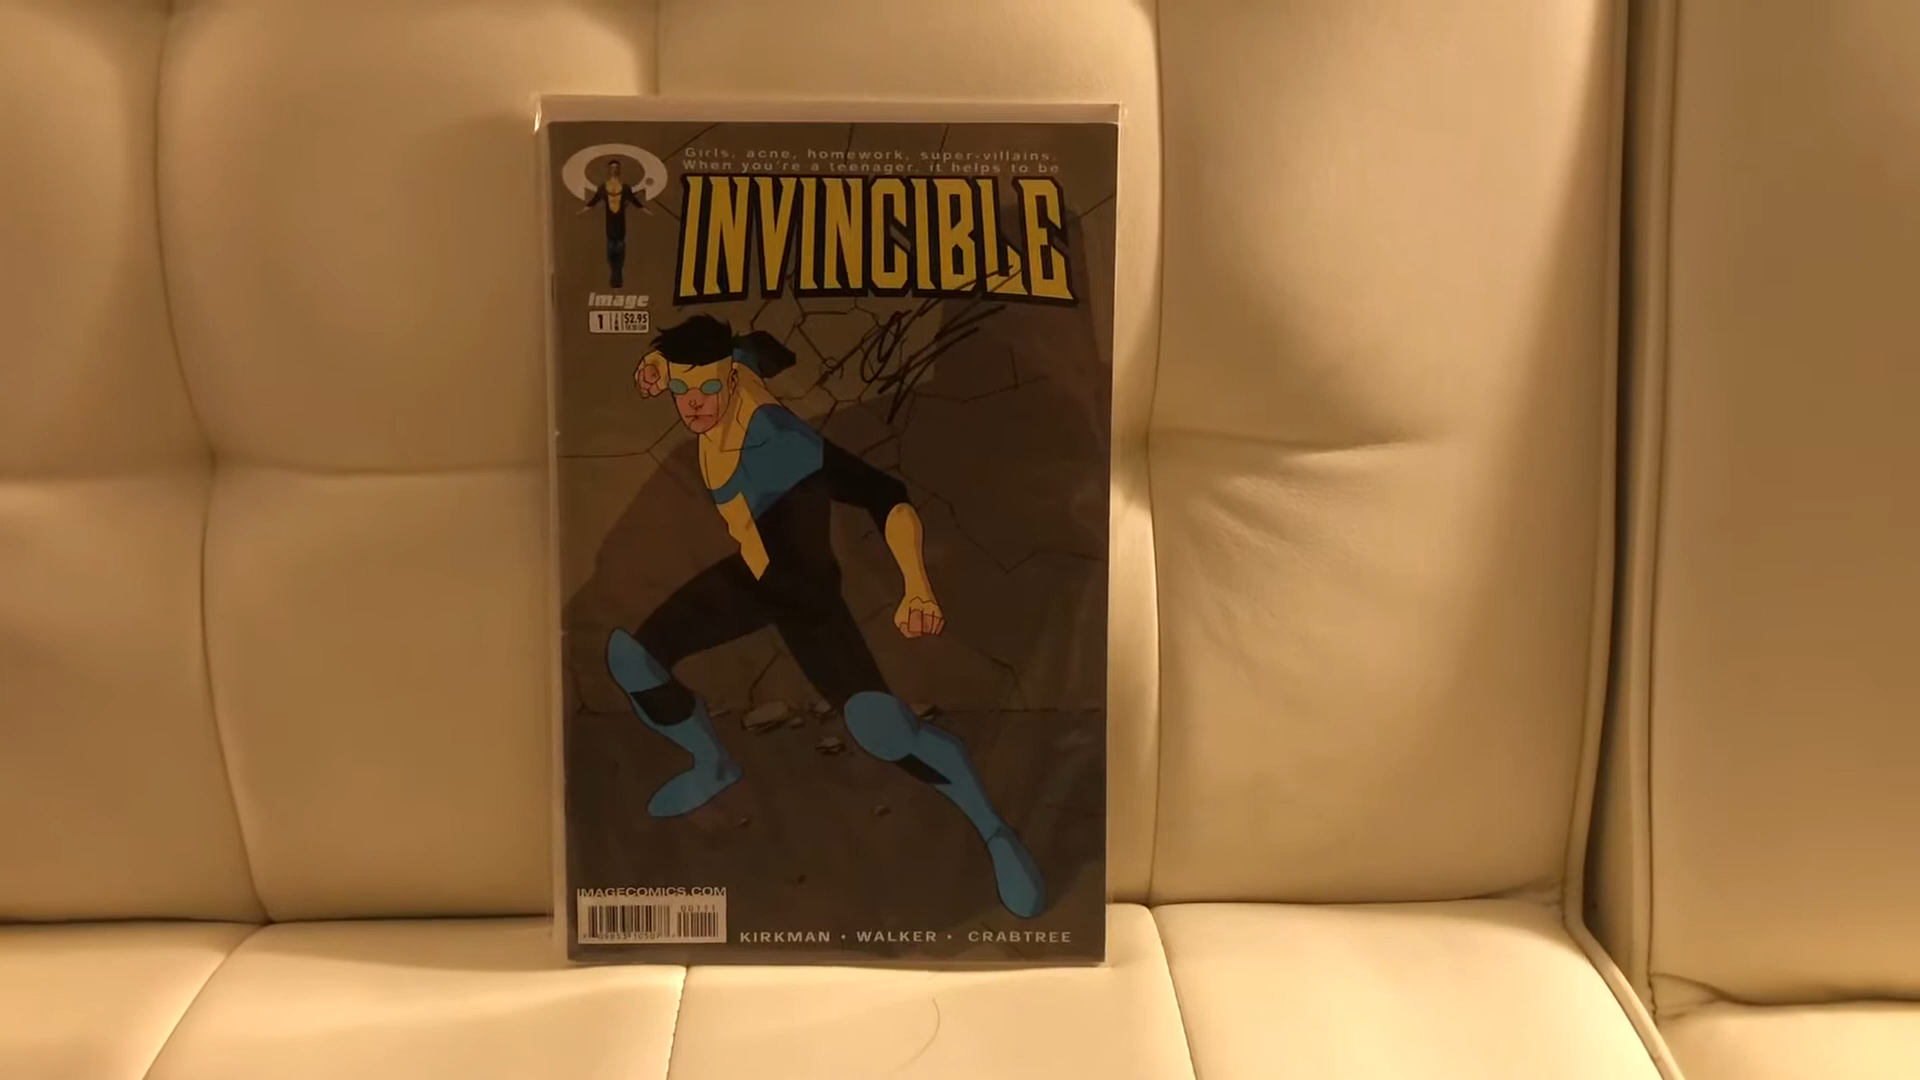 Girls, acne, homework, super-villains.
When you're a teenager, it helps to be
INVINCIBLE
image
1
$2.95
IMAGECOMICS.COM
00111
KIRKMAN • WALKER • CRABTREE